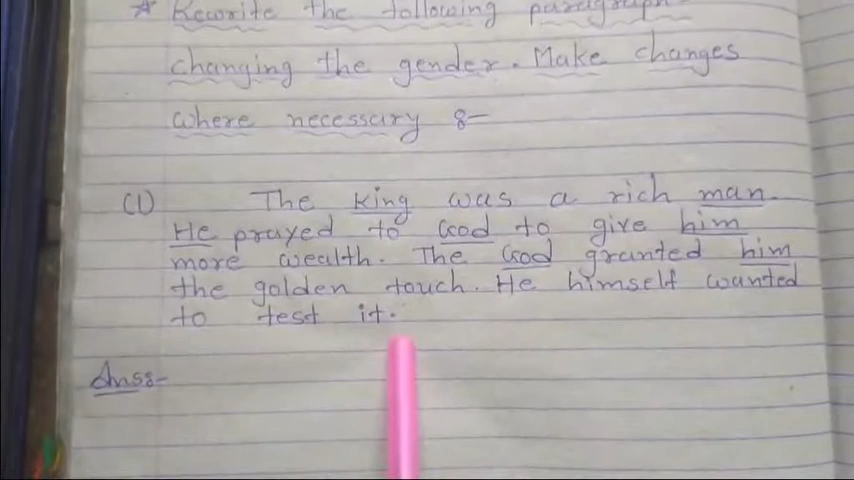 * Rewrite the following paragraph
changing the gender. Make changes
where necessary :-
(1) The king was a rich man.
He prayed to God to give him
more wealth. The God granted him
the golden touch. He himself wanted
to test it.
Ans:-